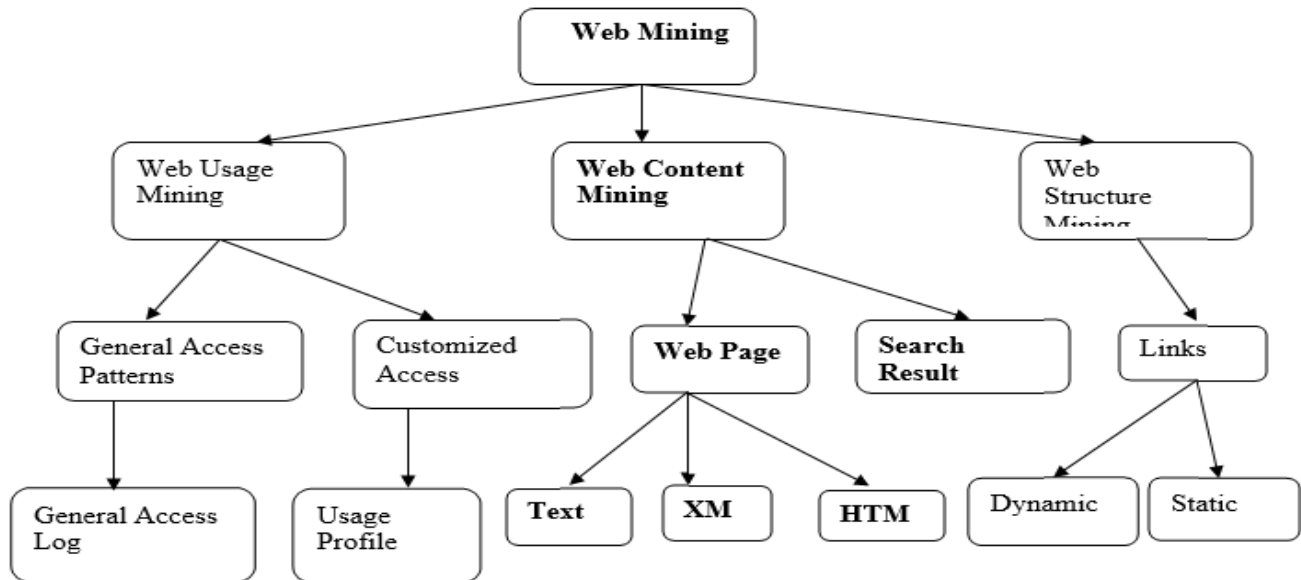 Web Mining
Web Usage
Mining
Web Content
Mining
Web
Structure
Mining
General Access
Patterns
Customized
Access
Web Page
Search
Result
Links
General Access
Log
Usage
Profile
Text
XM
HTM
Dynamic
Static